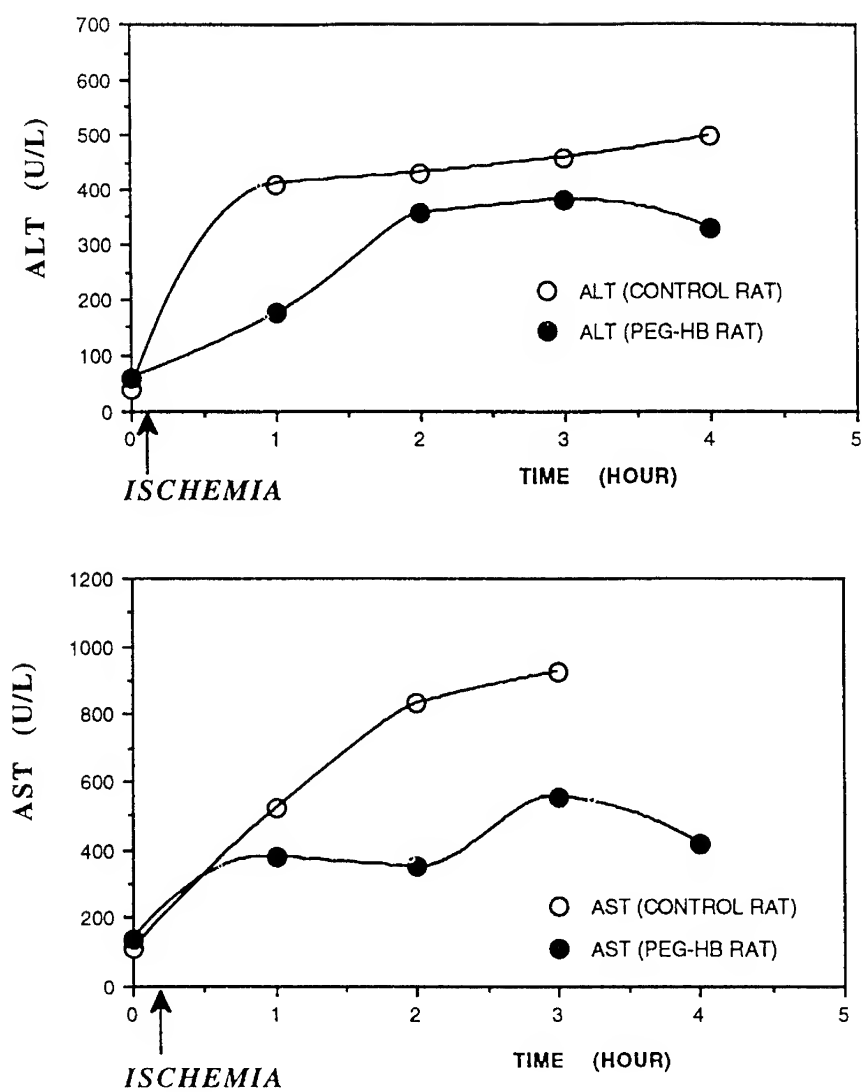 700
600
500
400
300
200
100
0
ALT (U/L)
ALT (CONTROL RAT)
ALT (PEG-HB RAT)
0 1 2 3 4 5
TIME (HOUR)
ISCHEMIA
1200
1000
800
600
400
200
0
AST (U/L)
AST (CONTROL RAT)
AST (PEG-HB RAT)
0 1 2 3 4 5
TIME (HOUR)
ISCHEMIA